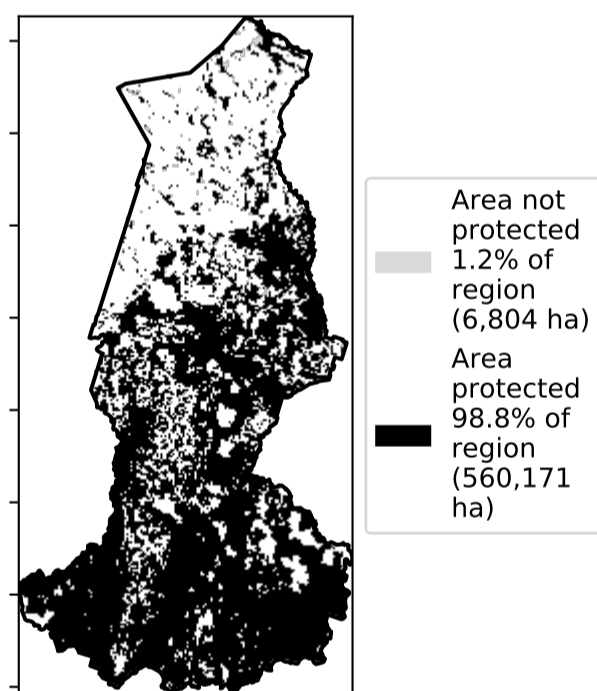 Area not
protected
1.2% of
region
(6,804 ha)
Area
protected
98.8% of
region
(560,171
ha)